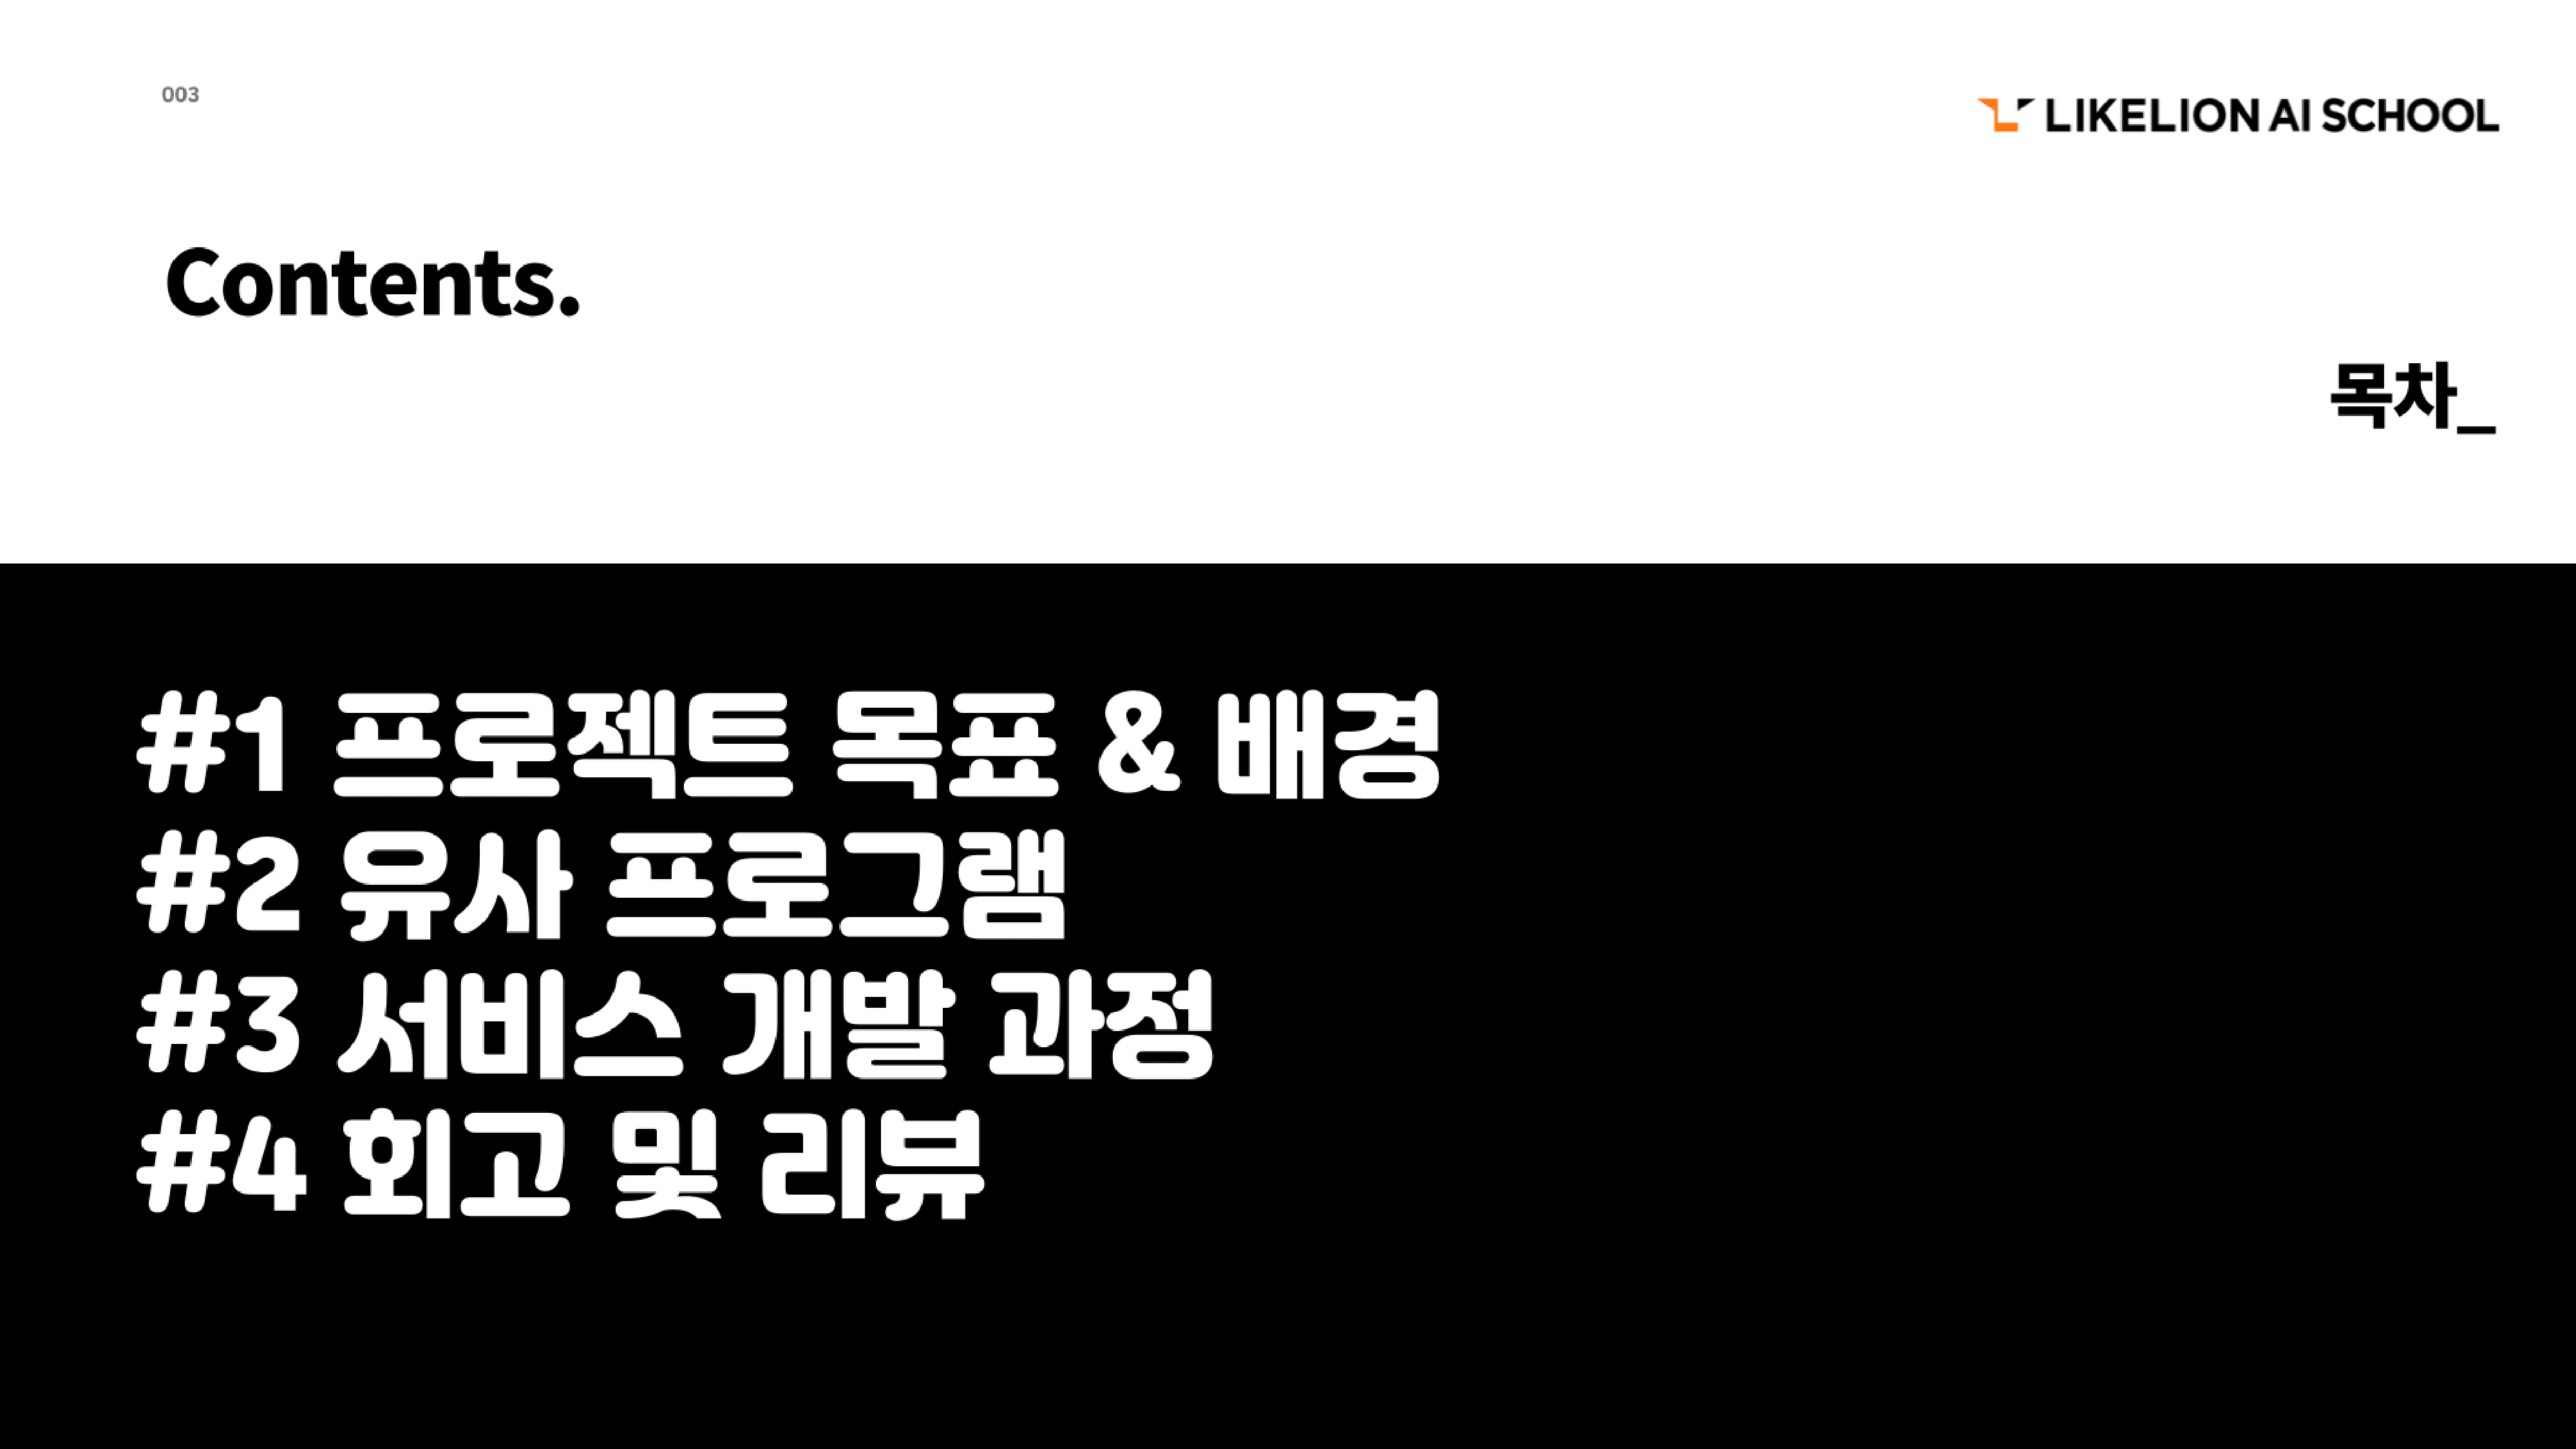 003
LIKELION AI SCHOOL
Contents.
목차_
#1 프로젝트 목표 & 배경
#2 유사 프로그램
#3 서비스 개발 과정
#4 회고 및 리뷰